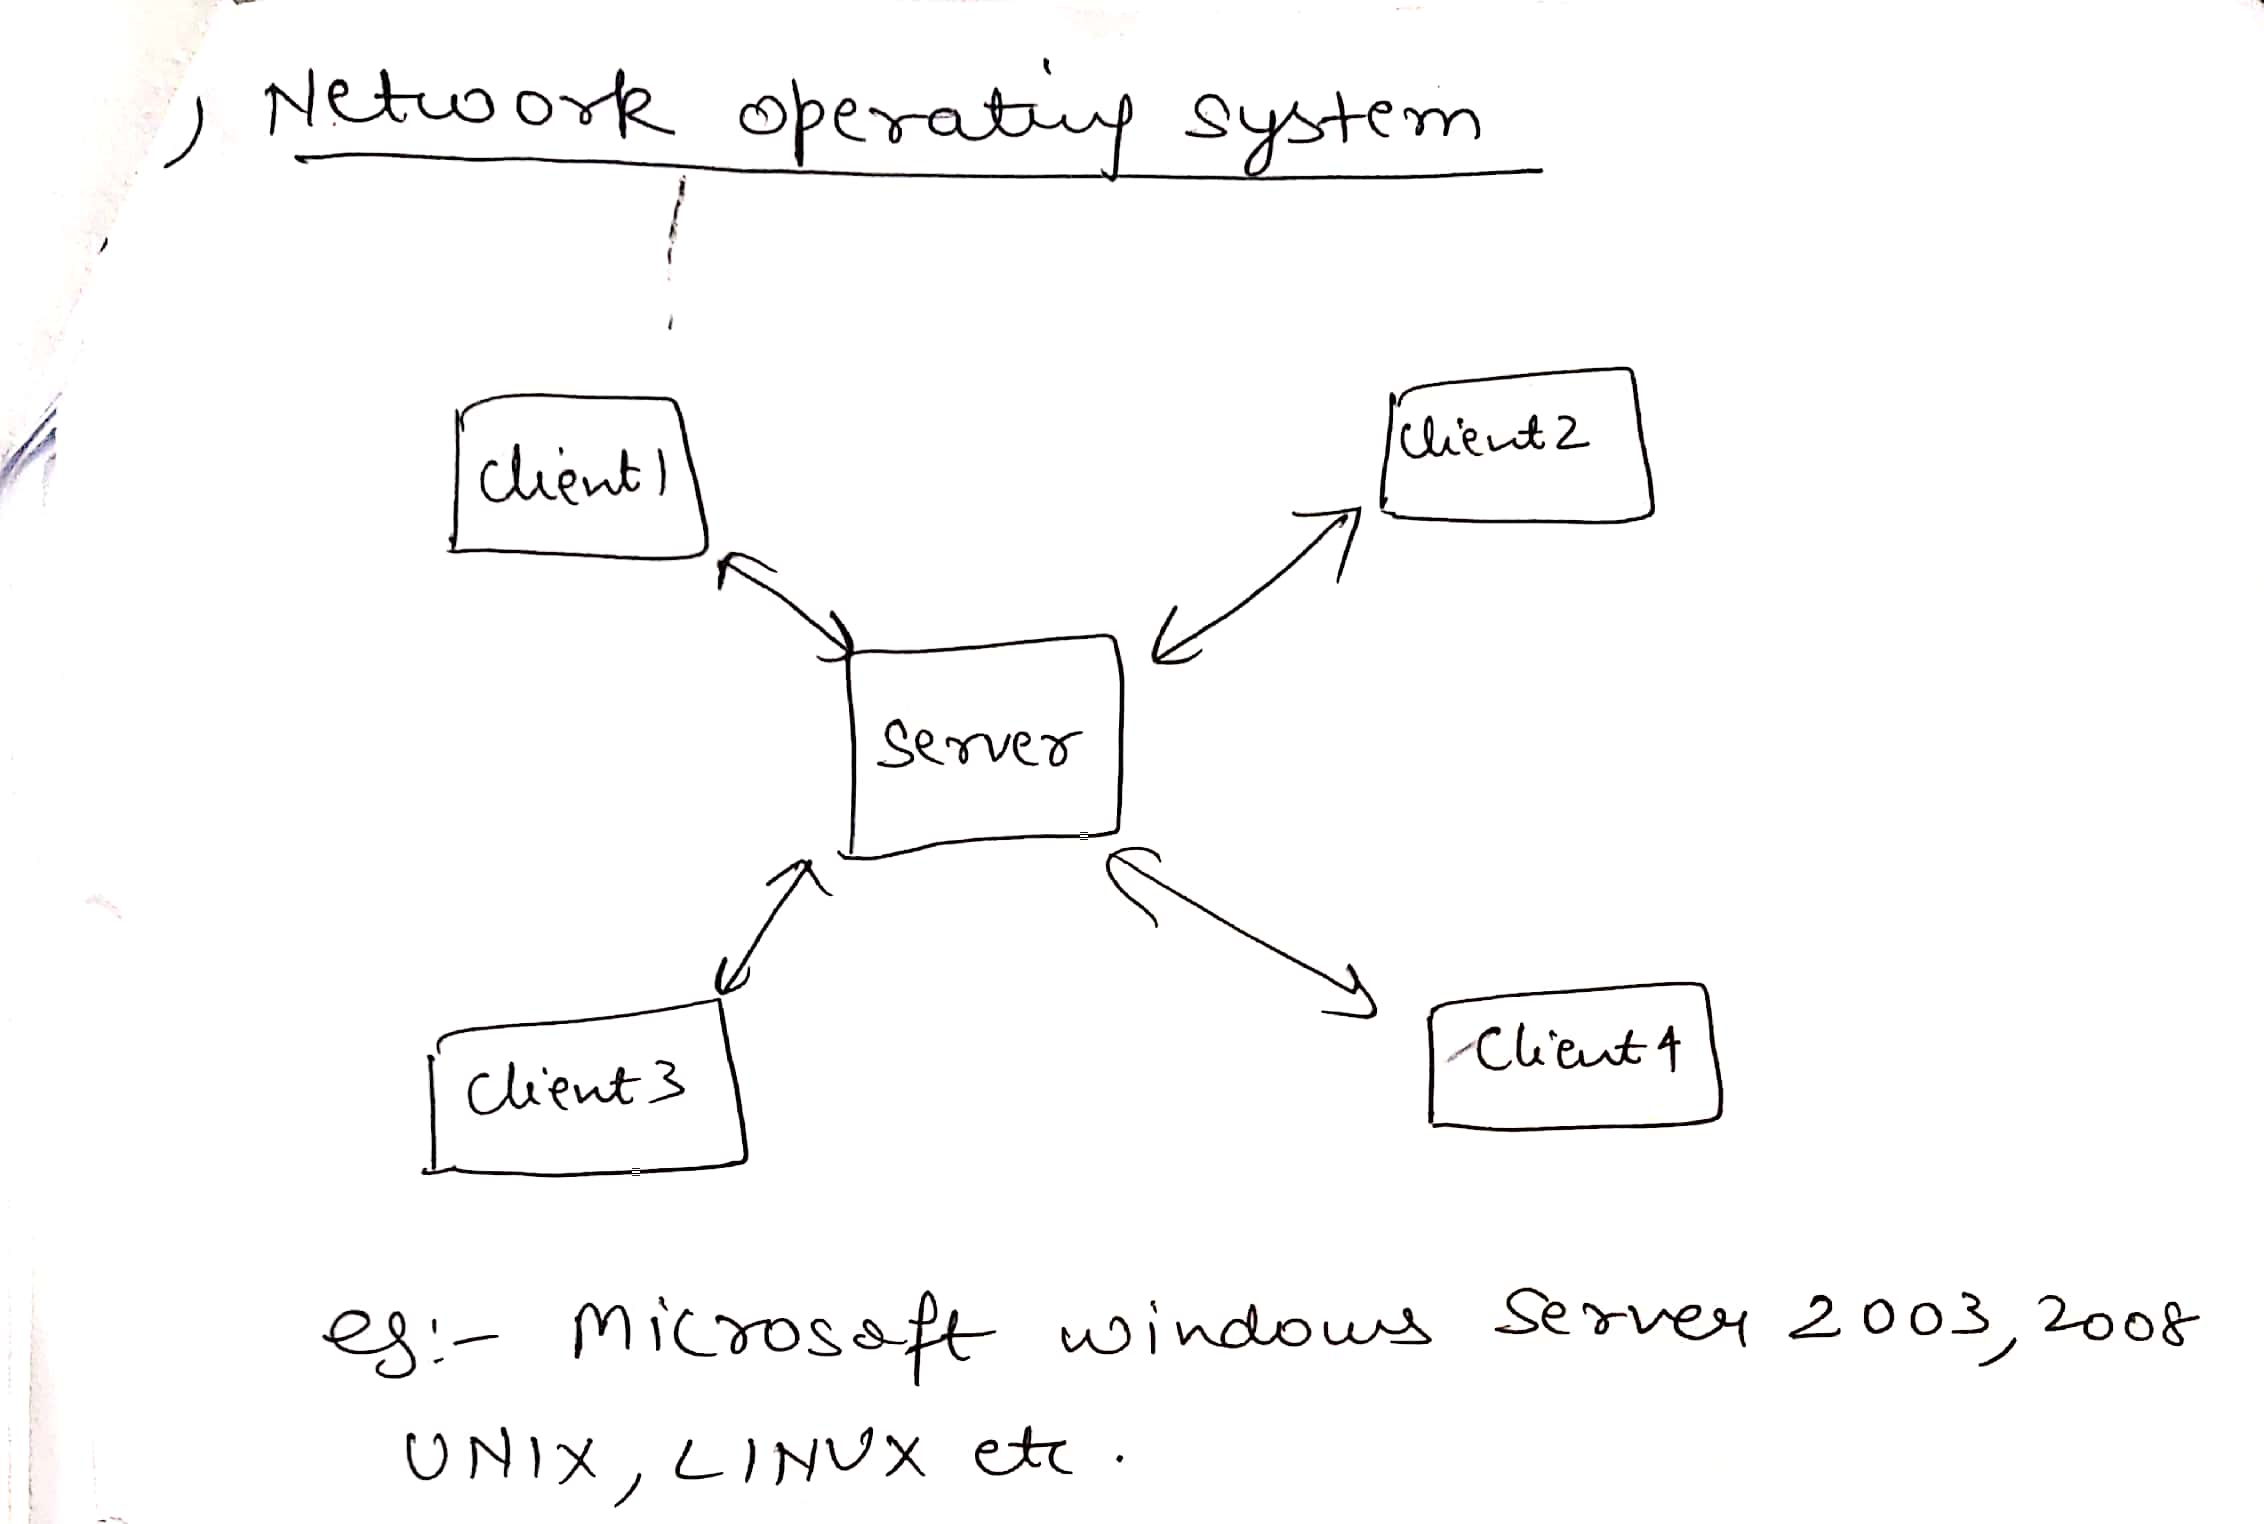 Network operating system
Client 1
Client 2
Server
Client 3
Client 4
eg:- Microsoft windows Server 2003, 2008
UNIX, LINUX etc.